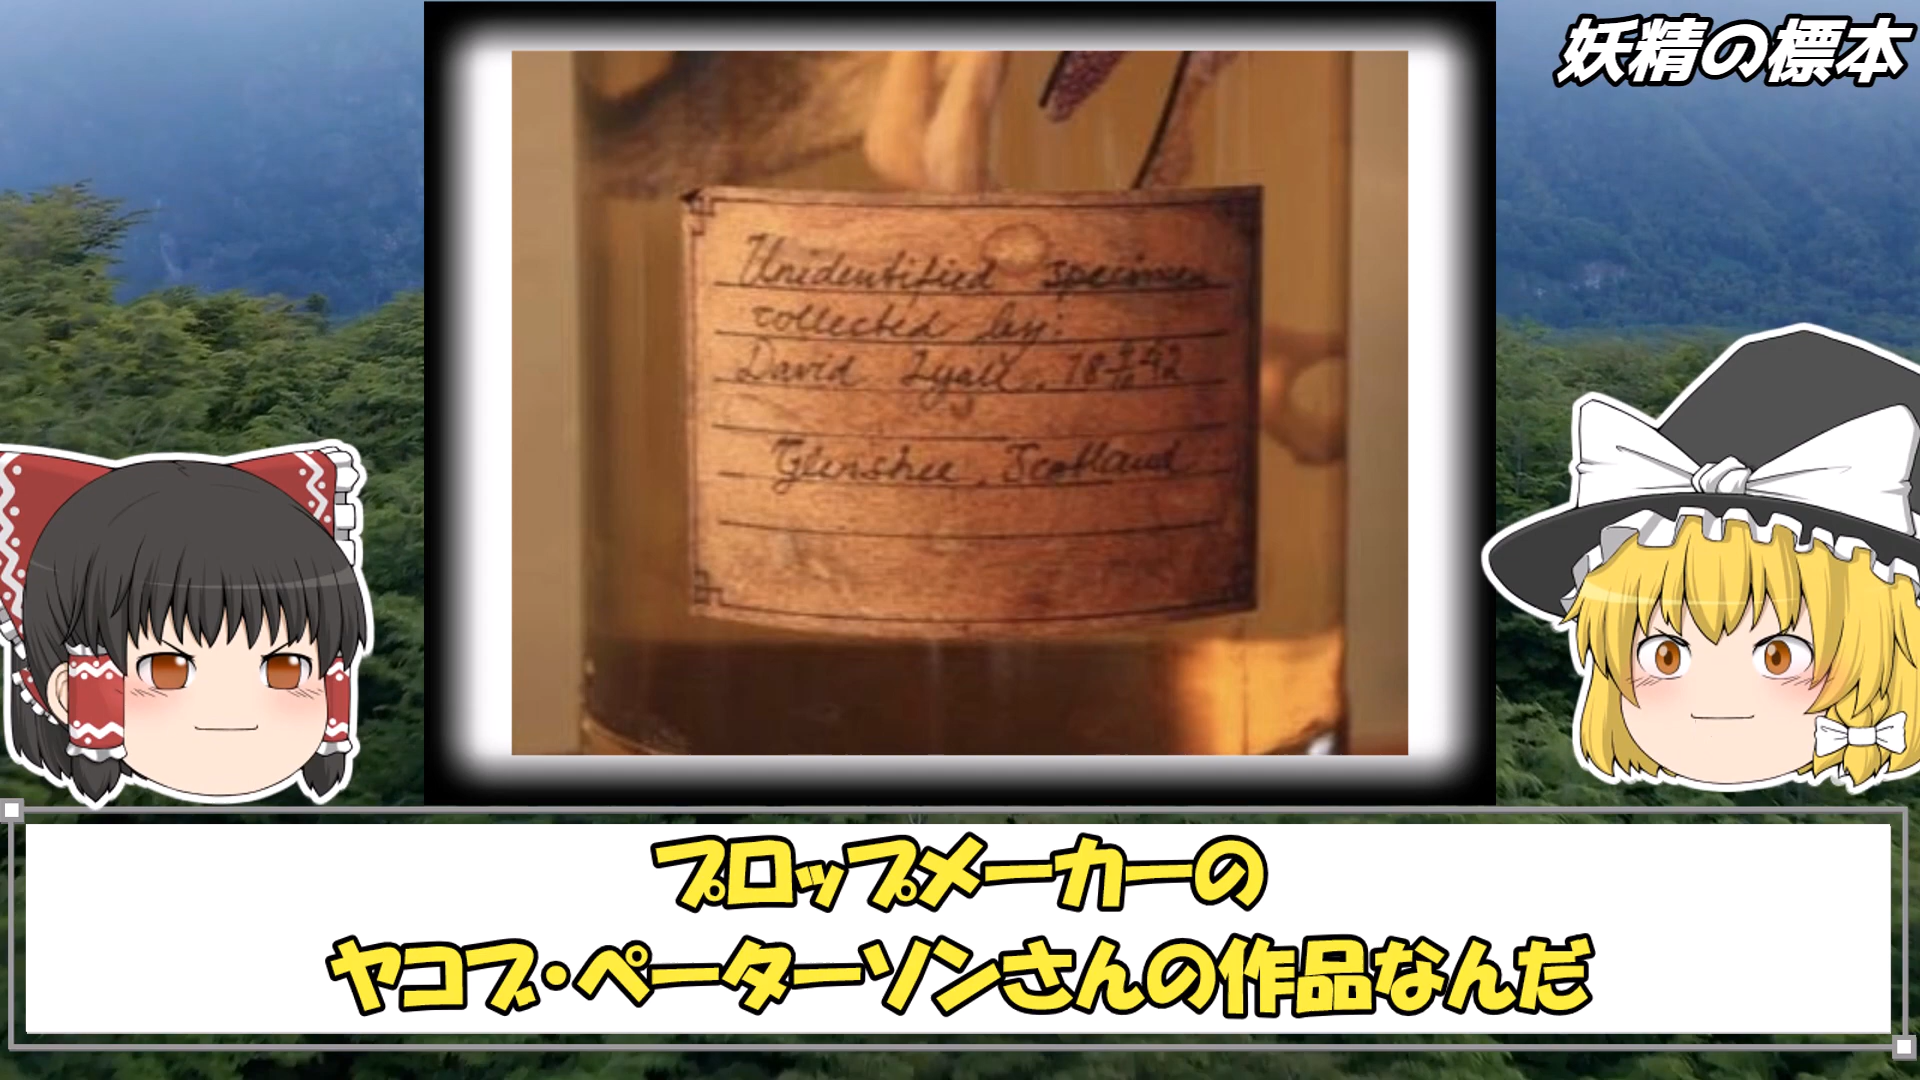 妖精の標本
Unidentified specimen
collected by:
David Lyall. 18 9/10 42
Glenshee, Scotland
プロップメーカーの
ヤコブ・ペーターソンさんの作品なんだ